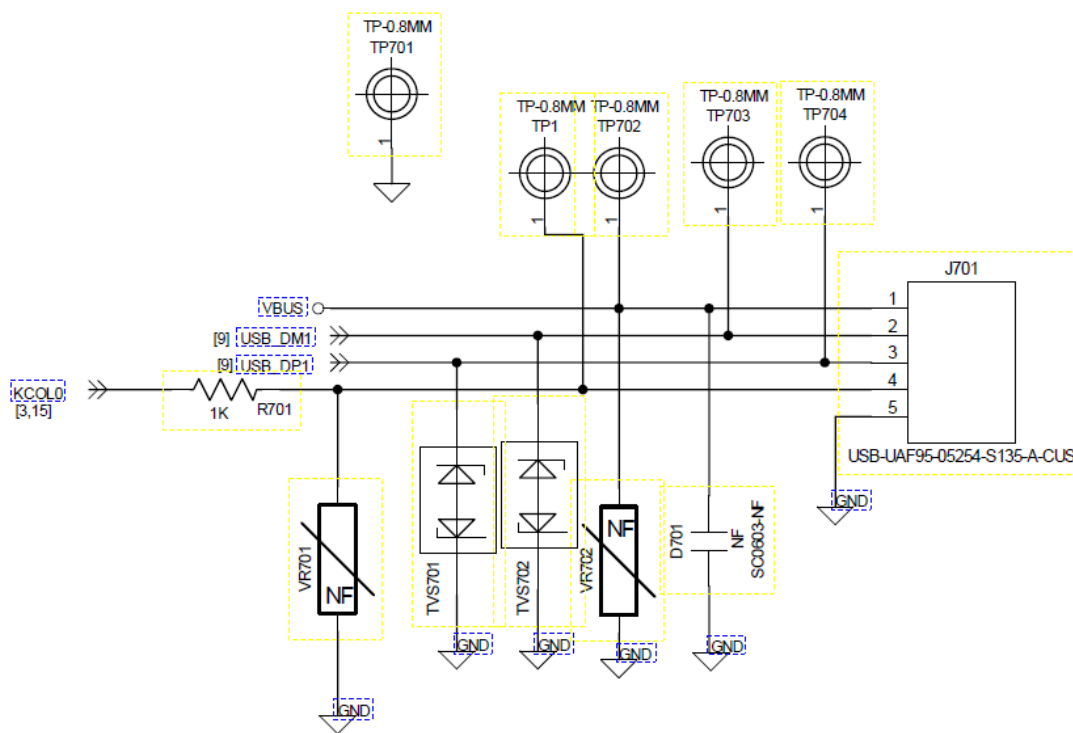 TP-0.8MM
TP701
1
TP-0.8MM
TP1
1
TP-0.8MM
TP702
1
TP-0.8MM
TP703
1
TP-0.8MM
TP704
1
J701
VBUS
1
[9] USB_DM1
2
[9] USB_DP1
3
KCOL0
[3,15]
1K
R701
4
5
USB-UAF95-05254-S135-A-CUS
GND
VR701
NF
GND
TVS701
GND
TVS702
GND
VR702
NF
GND
D701
NF
SC0603-NF
GND